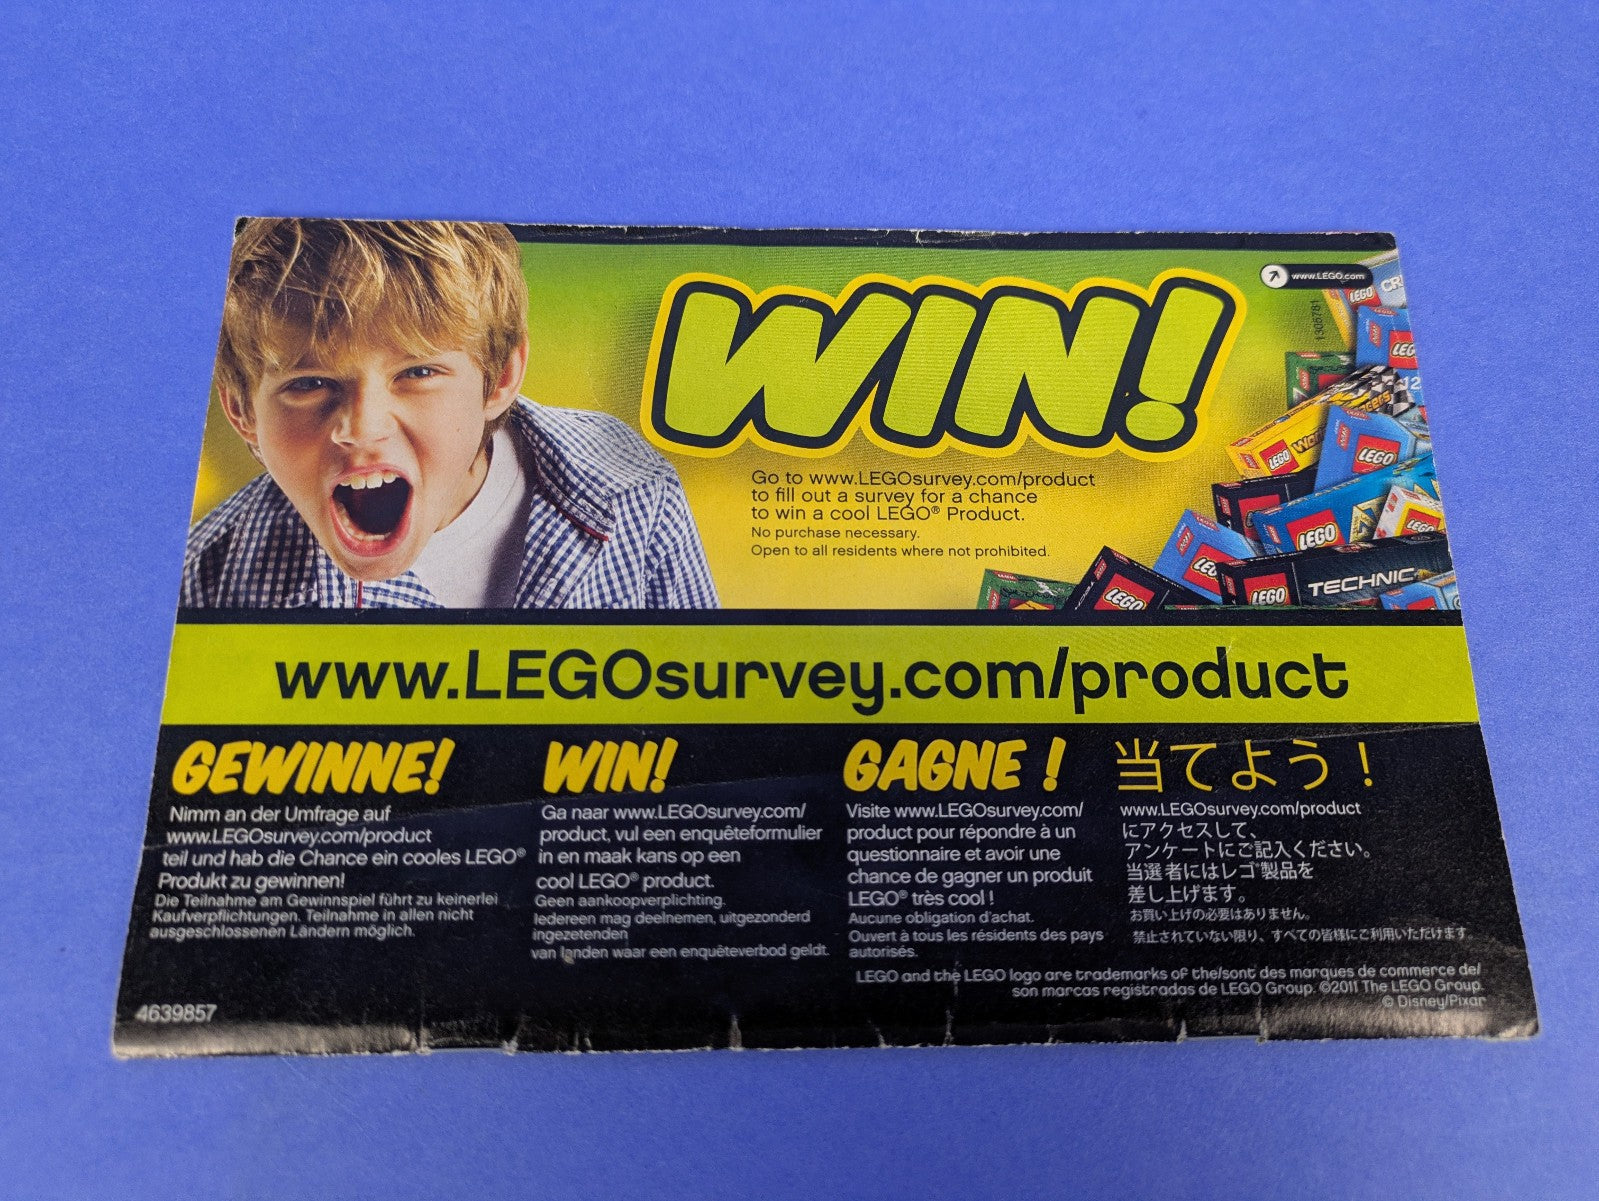 WIN!
www.LEGO.com
1305781
Go to www.LEGOsurvey.com/product
to fill out a survey for a chance
to win a cool LEGO® Product.
No purchase necessary.
Open to all residents where not prohibited.
LEGO CR
LEGO
12
LEGO
LEGO
LEGO
LEGO
LEGO
LEGO
LEGO TECHNIC
www.LEGOsurvey.com/product
GEWINNE!
Nimm an der Umfrage auf
www.LEGOsurvey.com/product
teil und hab die Chance ein cooles LEGO®
Produkt zu gewinnen!
Die Teilnahme am Gewinnspiel führt zu keinerlei
Kaufverpflichtungen. Teilnahme in allen nicht
ausgeschlossenen Ländern möglich.
WIN!
Ga naar www.LEGOsurvey.com/
product, vul een enquêteformulier
in en maak kans op een
cool LEGO® product.
Geen aankoopverplichting.
Iedereen mag deelnemen, uitgezonderd
ingezetenden
van landen waar een enquêteverbod geldt.
GAGNE !
Visite www.LEGOsurvey.com/
product pour répondre à un
questionnaire et avoir une
chance de gagner un produit
LEGO® très cool !
Aucune obligation d'achat.
Ouvert à tous les résidents des pays
autorisés.
当てよう！
www.LEGOsurvey.com/product
にアクセスして、
アンケートにご記入ください。
当選者にはレゴ製品を
差し上げます。
お買い上げの必要はありません。
禁止されていない限り、すべての皆様にご利用いただけます
LEGO and the LEGO logo are trademarks of the/sont des marques de commerce de/
son marcas registradas de LEGO Group. ©2011 The LEGO Group.
© Disney/Pixar
4639857